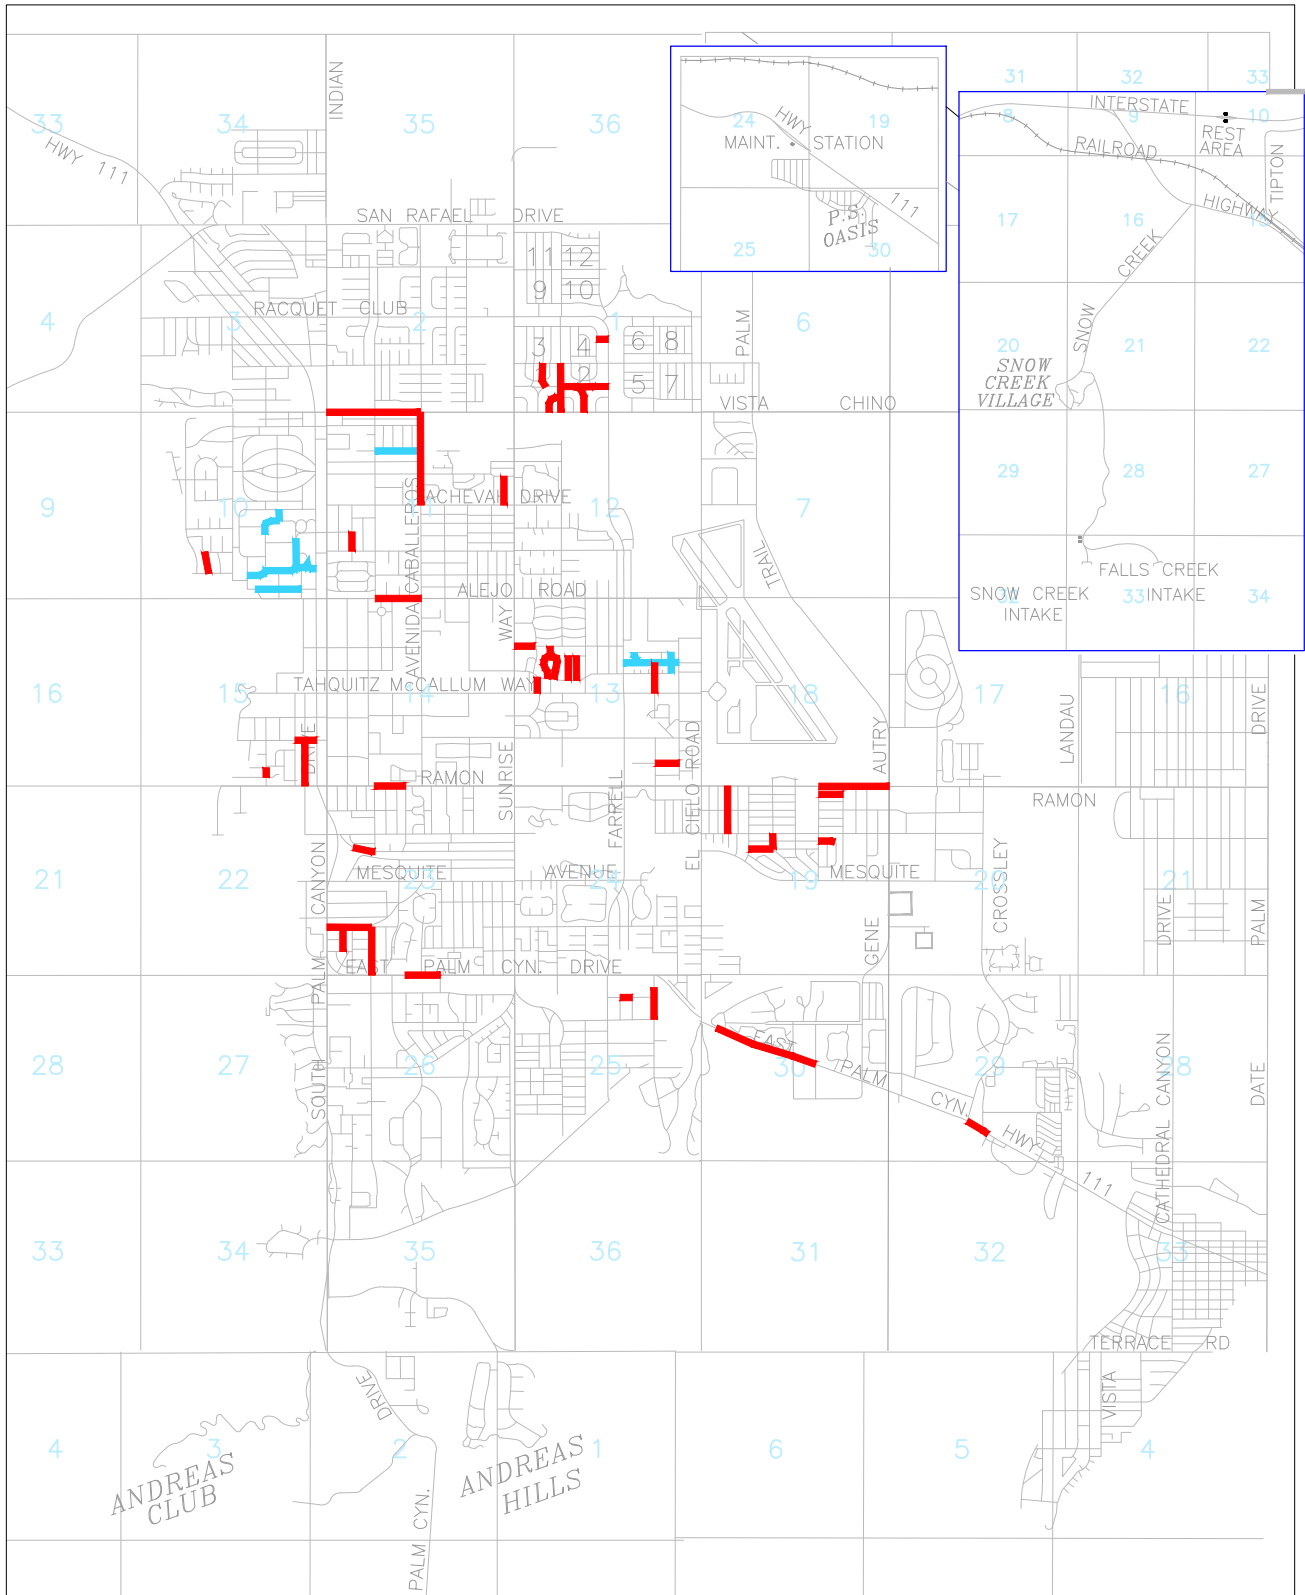 INDIAN
33
34
35
36
HWY 111
31
32
33
24
HWY
19
MAINT. STATION
111
P.S.
OASIS
25
30
INTERSTATE
8
9
10
REST
AREA
RAILROAD
TIPTON
HIGHWAY
17
16
15
CREEK
SNOW
20
21
22
SNOW
CREEK
VILLAGE
29
28
27
FALLS CREEK
INTAKE
SNOW CREEK
INTAKE
32
33
34
SAN RAFAEL DRIVE
11
12
9
10
RACQUET CLUB
4
3
2
1
6
3
4
6
8
1
2
5
7
PALM
VISTA CHINO
9
10
11
12
7
ACHEVAH DRIVE
AVENIDA CABALLEROS
TRAIL
ALEJO ROAD
WAY
TAHQUITZ McCALLUM WAY
16
15
14
13
18
17
16
DRIVE
SUNRISE
FARRELL
EL CIELO ROAD
AUTRY
LANDAU
DRIVE
RAMON
RAMON
21
22
23
24
19
20
21
MESQUITE AVENUE
MESQUITE
CANYON
GENE
CROSSLEY
DRIVE
PALM
EAST PALM CYN. DRIVE
PALM
SOUTH
28
27
26
25
30
29
28
EAST
PALM
CYN.
HWY
111
CATHEDRAL CANYON
DATE
33
34
35
36
31
32
33
TERRACE RD
VISTA
DRIVE
4
3
2
1
6
5
4
ANDREAS
CLUB
ANDREAS
HILLS
PALM CYN.